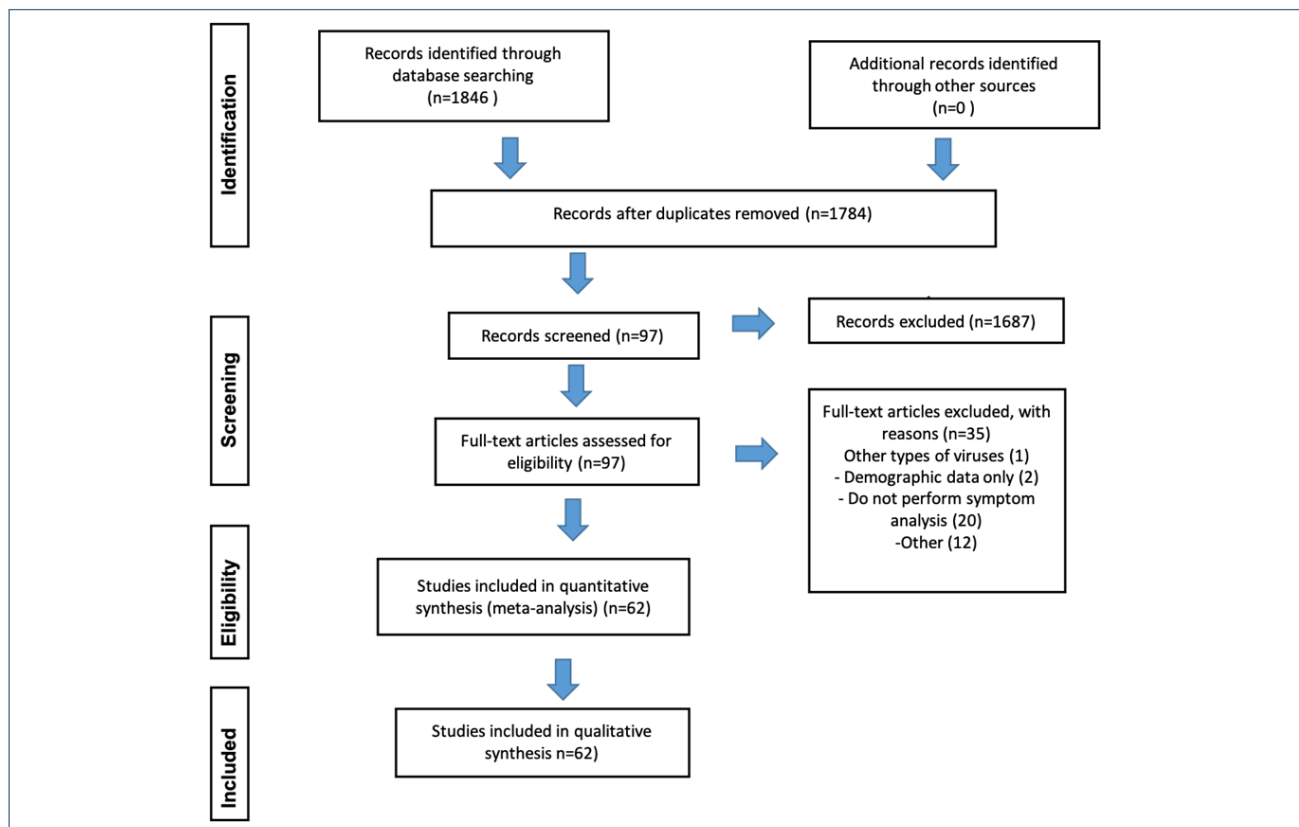 Identification
Records identified through
database searching
(n=1846 )
Additional records identified
through other sources
(n=0 )
Records after duplicates removed (n=1784)
Screening
Records screened (n=97)
Records excluded (n=1687)
Full-text articles assessed for
eligibility (n=97)
Full-text articles excluded, with
reasons (n=35)
Other types of viruses (1)
- Demographic data only (2)
- Do not perform symptom
analysis (20)
-Other (12)
Eligibility
Studies included in quantitative
synthesis (meta-analysis) (n=62)
Included
Studies included in qualitative
synthesis n=62)